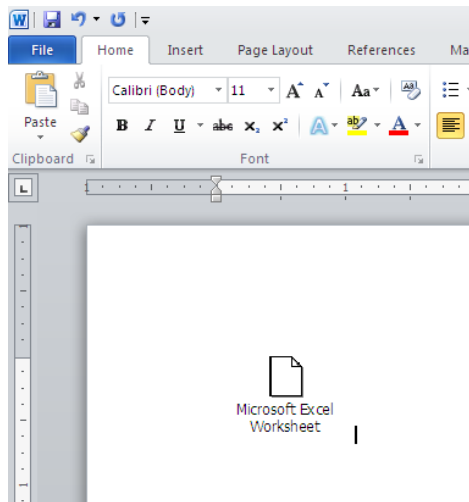 W
File Home Insert Page Layout References Ma
Calibri (Body) 11 A A Aa
Paste B I U abe x₂ x² A ab A
Clipboard Font
L 1 1
Microsoft Excel
Worksheet